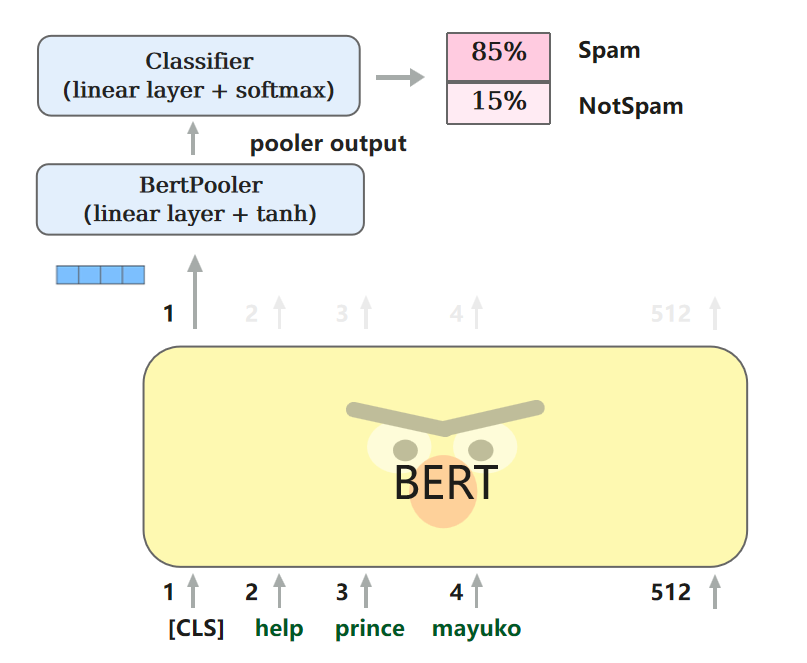 Classifier
(linear layer + softmax)
85%
Spam
15%
NotSpam
pooler output
BertPooler
(linear layer + tanh)
1 2 3 4 512
BERT
1 2 3 4 512
[CLS] help prince mayuko